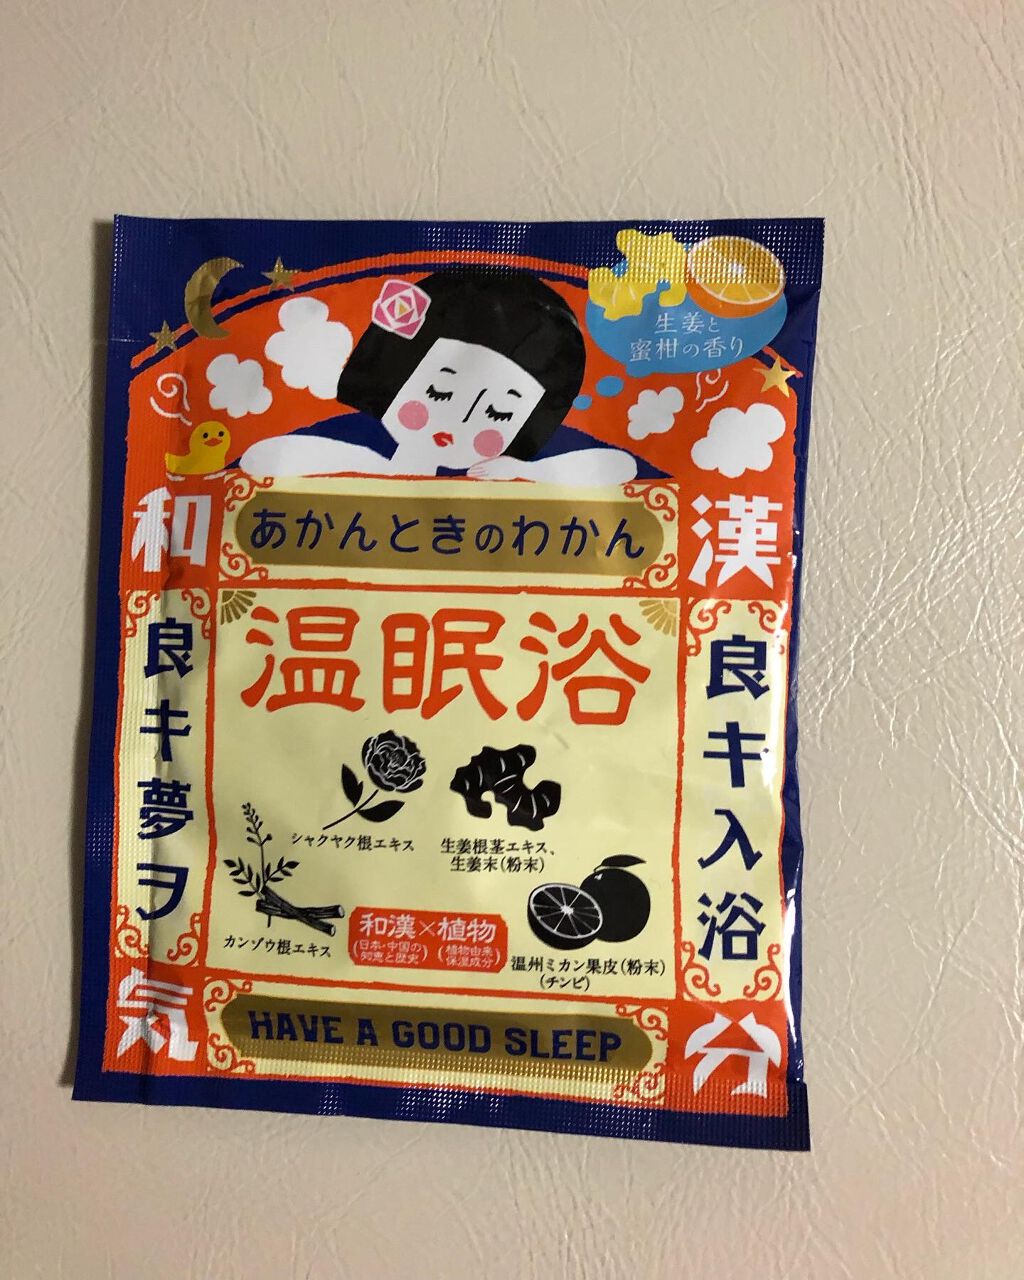 生姜と
蜜柑の香り
和漢
あかんときのわかん
温眠浴
良キ入浴
良キ夢ヲ
シャクヤク根エキス
生姜根茎エキス、
生姜末(粉末)
カンゾウ根エキス
和漢×植物
(日本・中国の
知恵と歴史)
(植物由来
保湿成分)
温州ミカン果皮(粉末)
(チンピ)
気分
HAVE A GOOD SLEEP